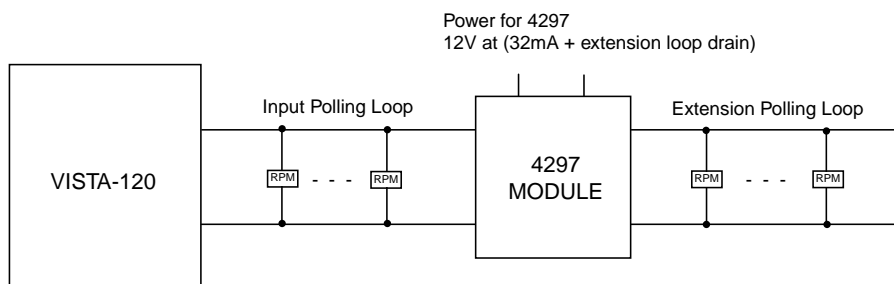 Power for 4297
12V at (32mA + extension loop drain)
Input Polling Loop
Extension Polling Loop
VISTA-120
RPM
- - -
RPM
4297
MODULE
RPM
- - -
RPM